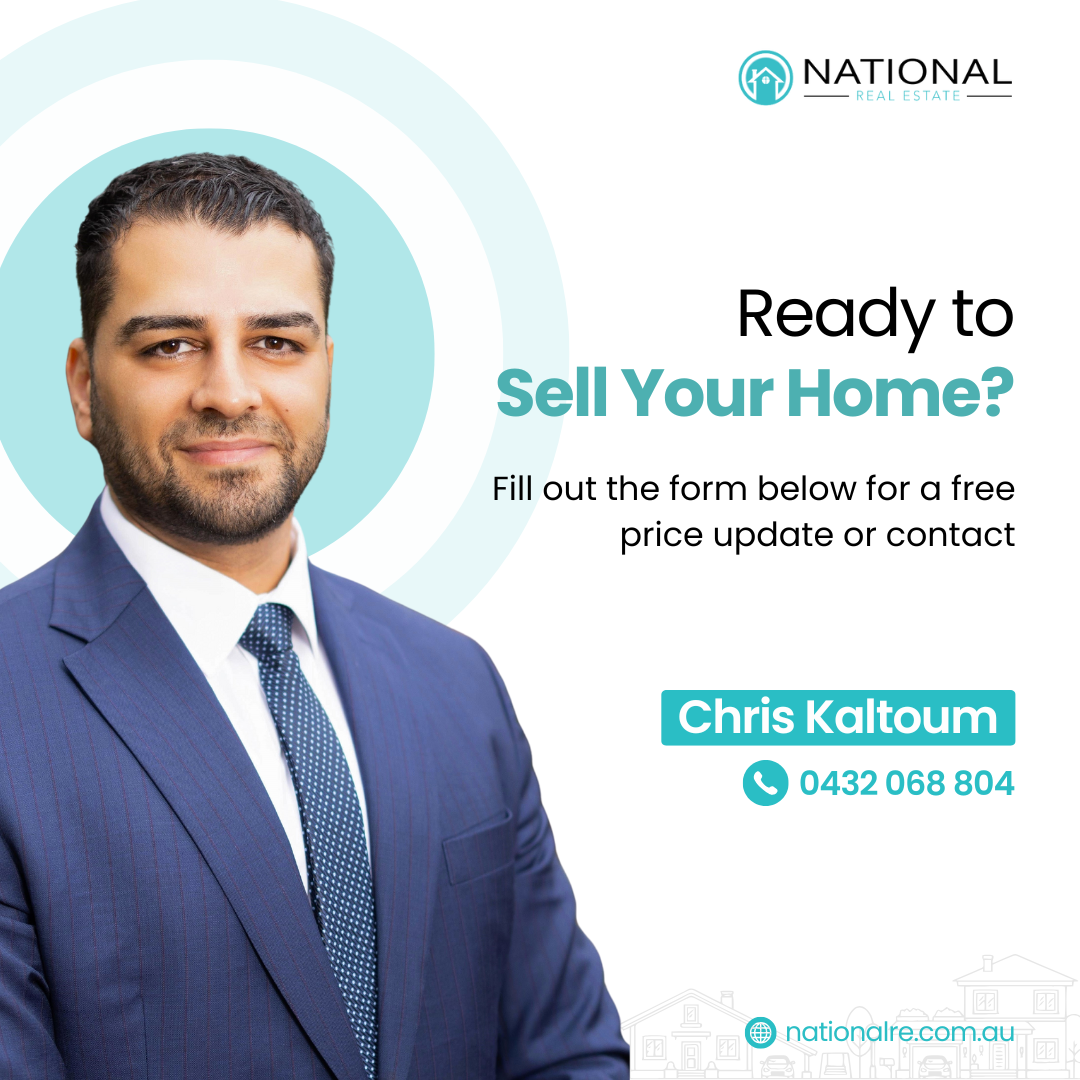 NATIONAL
REAL ESTATE
Ready to
Sell Your Home?
Fill out the form below for a free
price update or contact
Chris Kaltoum
0432 068 804
nationalre.com.au